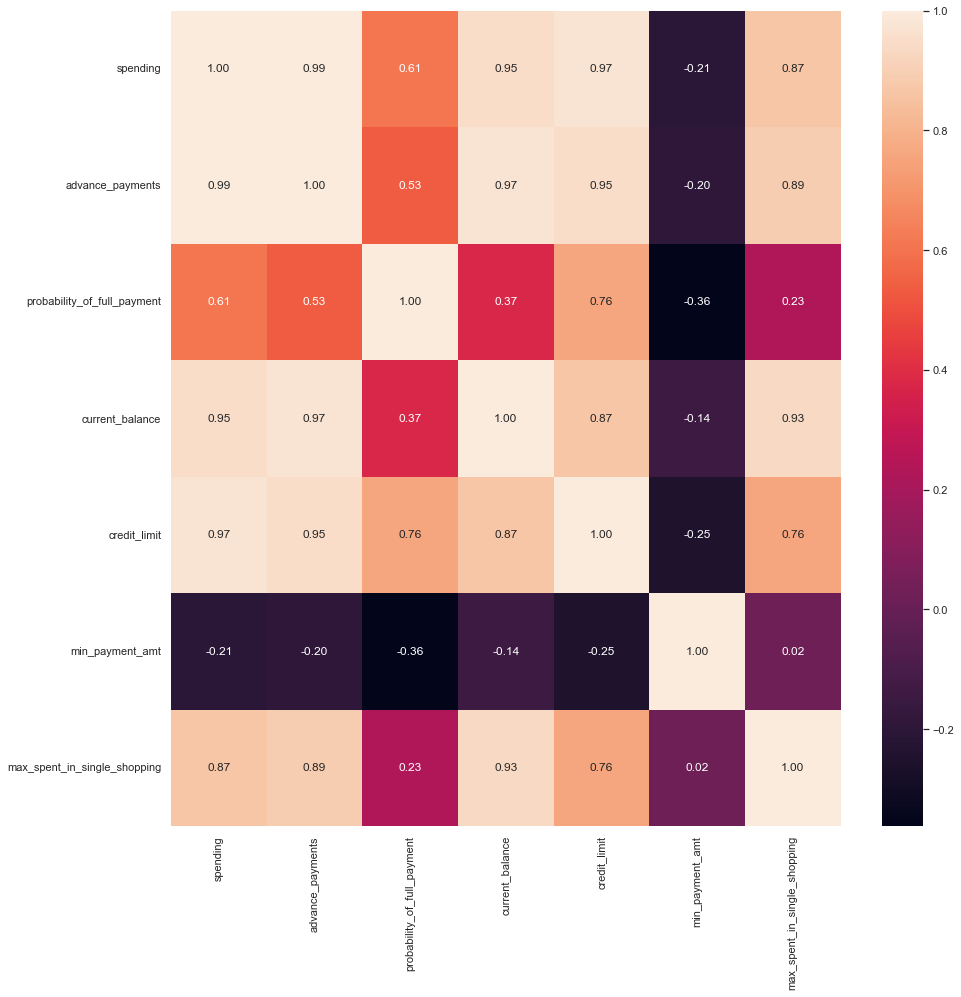 spending 1.00 0.99 0.61 0.95 0.97 -0.21 0.87
advance_payments 0.99 1.00 0.53 0.97 0.95 -0.20 0.89
probability_of_full_payment 0.61 0.53 1.00 0.37 0.76 -0.36 0.23
current_balance 0.95 0.97 0.37 1.00 0.87 -0.14 0.93
credit_limit 0.97 0.95 0.76 0.87 1.00 -0.25 0.76
min_payment_amt -0.21 -0.20 -0.36 -0.14 -0.25 1.00 0.02
max_spent_in_single_shopping 0.87 0.89 0.23 0.93 0.76 0.02 1.00
spending
advance_payments
probability_of_full_payment
current_balance
credit_limit
min_payment_amt
max_spent_in_single_shopping
1.0
0.8
0.6
0.4
0.2
0.0
−0.2